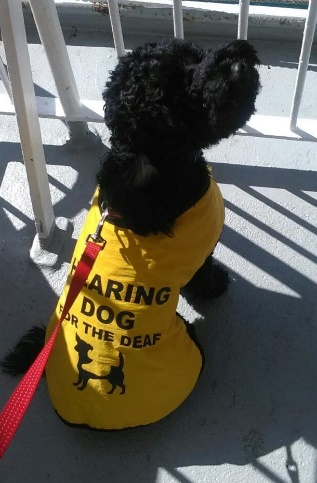 HEARING
DOG
FOR THE DEAF